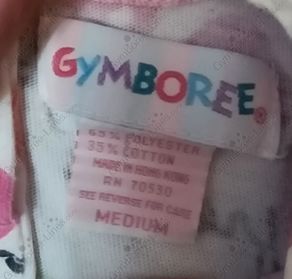 GYMBOREE®
65% POLYESTER
35% COTTON
MADE IN HONG KONG
RN 70530
SEE REVERSE FOR CARE
MEDIUM